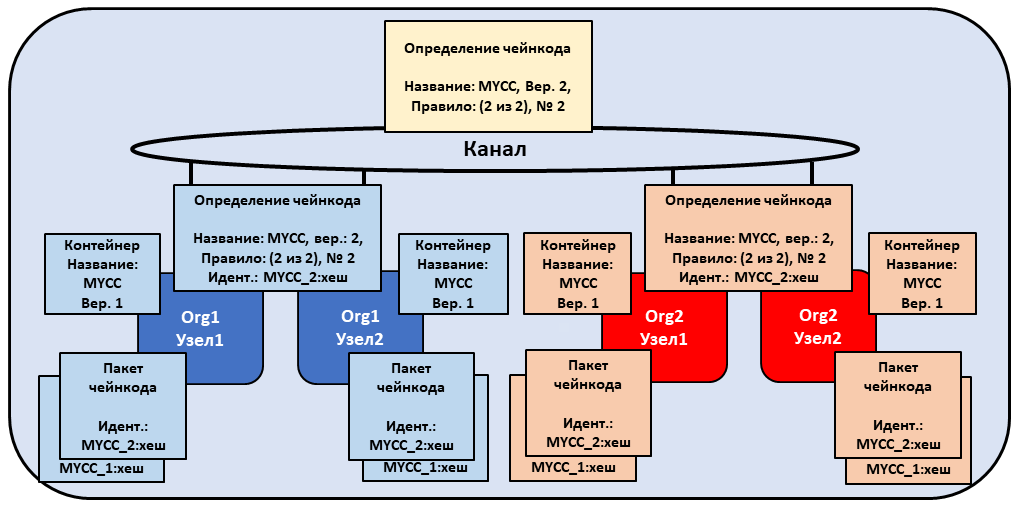 Определение чейнкода
Название: MYCC, Вер. 2,
Правило: (2 из 2), № 2
Канал
Определение чейнкода
Название: MYCC, вер.: 2,
Правило: (2 из 2), № 2
Идент.: MYCC_2:хеш
Определение чейнкода
Название: MYCC, вер.: 2,
Правило: (2 из 2), № 2
Идент.: MYCC_2:хеш
Контейнер
Название:
MYCC
Вер. 1
Контейнер
Название:
MYCC
Вер. 1
Контейнер
Название:
MYCC
Вер. 1
Контейнер
Название:
MYCC
Вер. 1
Org1
Узел1
Org1
Узел2
Org2
Узел1
Org2
Узел2
Пакет
чейнкода
Идент.:
MYCC_2:хеш
MYCC_1:хеш
Пакет
чейнкода
Идент.:
MYCC_2:хеш
MYCC_1:хеш
Пакет
чейнкода
Идент.:
MYCC_2:хеш
MYCC_1:хеш
Пакет
чейнкода
Идент.:
MYCC_2:хеш
MYCC_1:хеш